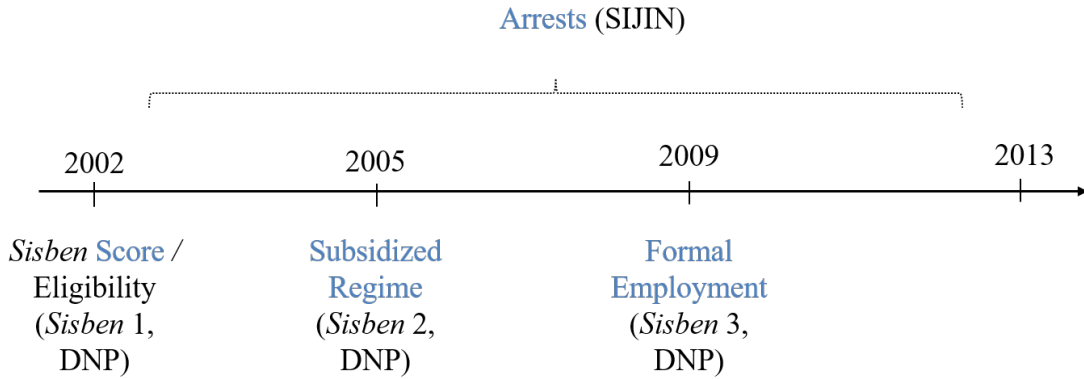 Arrests (SIJIN)
2002
2005
2009
2013
Sisben Score /
Eligibility
(Sisben 1,
DNP)
Subsidized
Regime
(Sisben 2,
DNP)
Formal
Employment
(Sisben 3,
DNP)